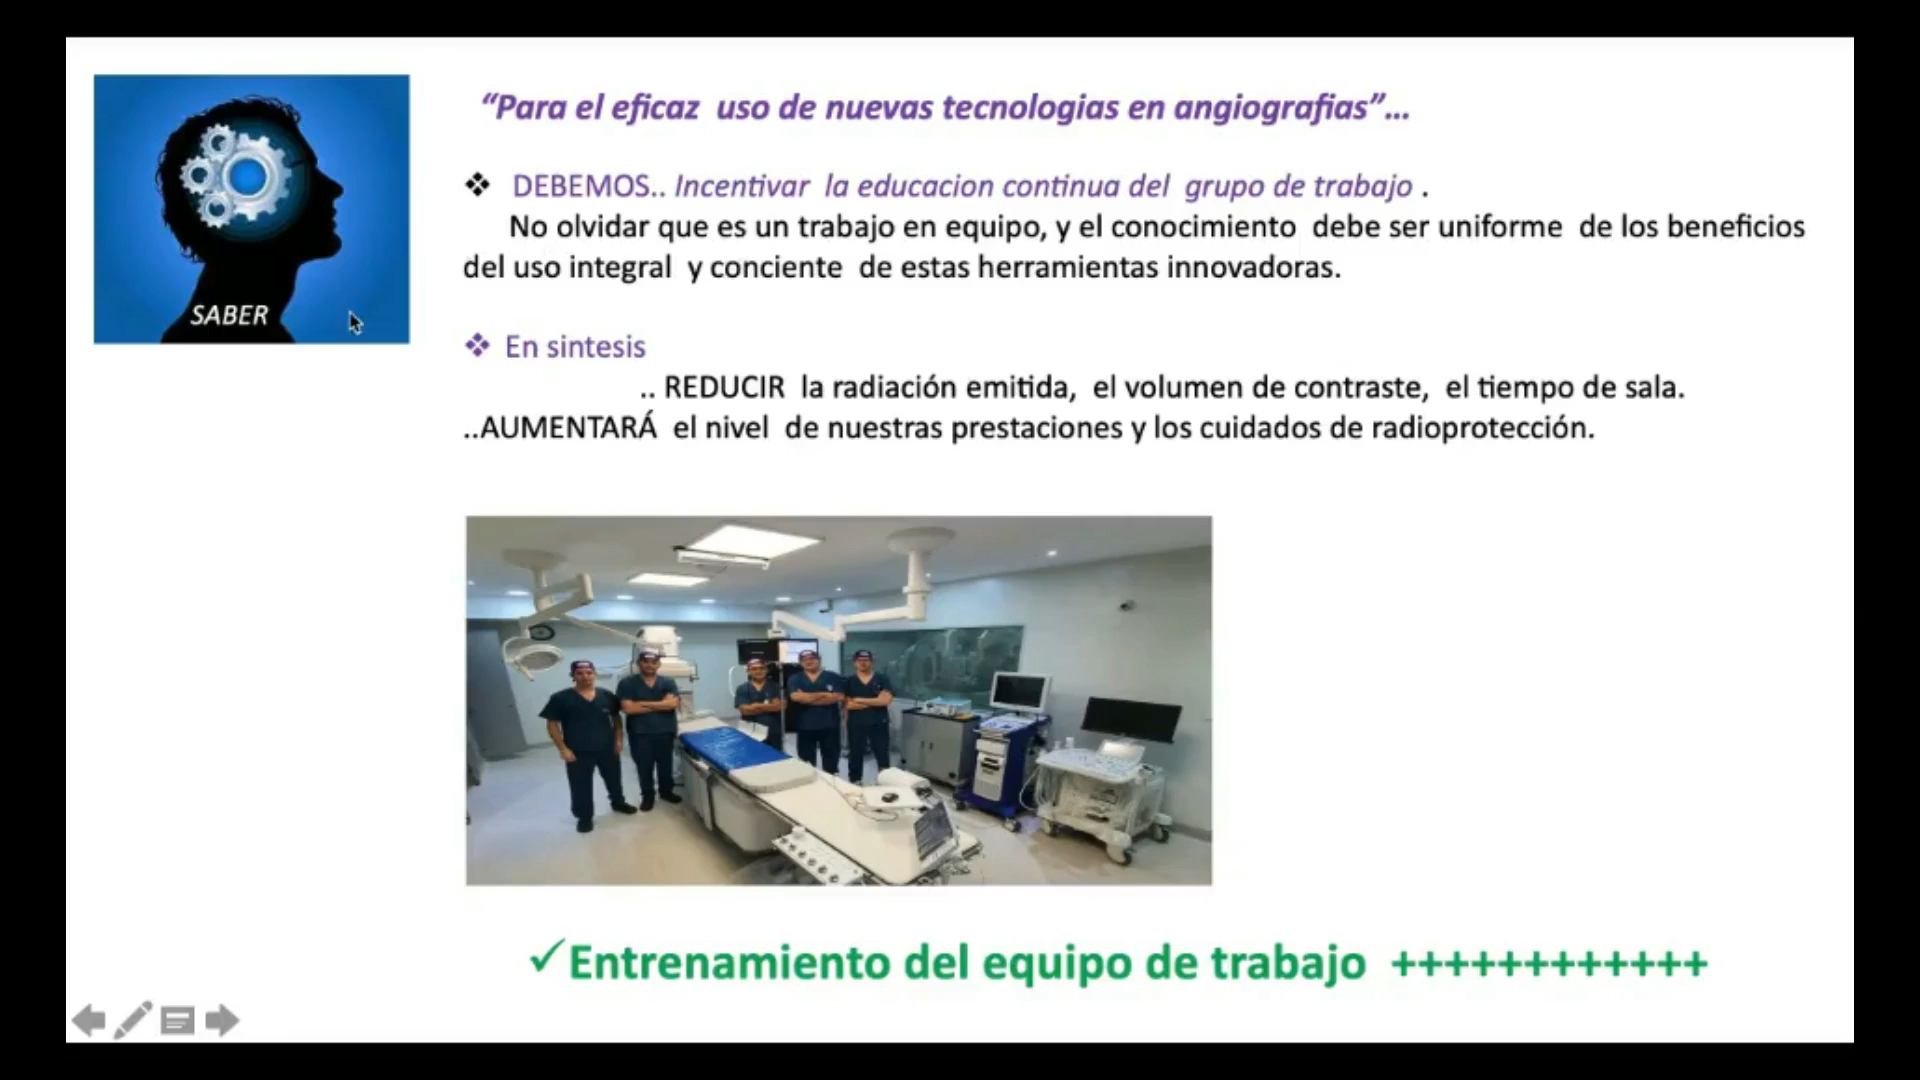 “Para el eficaz uso de nuevas tecnologias en angiografias”...
❖ DEBEMOS.. Incentivar la educacion continua del grupo de trabajo .
No olvidar que es un trabajo en equipo, y el conocimiento debe ser uniforme de los beneficios
del uso integral y conciente de estas herramientas innovadoras.
SABER
❖ En sintesis
.. REDUCIR la radiación emitida, el volumen de contraste, el tiempo de sala.
..AUMENTARÁ el nivel de nuestras prestaciones y los cuidados de radioprotección.
✓Entrenamiento del equipo de trabajo ++++++++++++